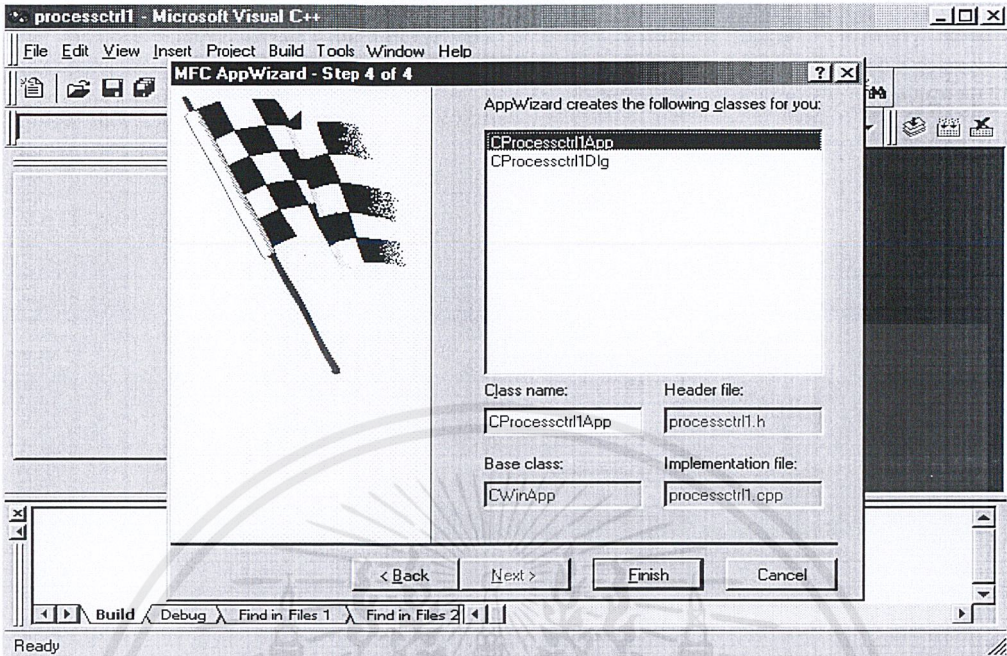 processctrl1 - Microsoft Visual C++
File Edit View Insert Project Build Tools Window Help
MFC AppWizard - Step 4 of 4
AppWizard creates the following classes for you:
CProcessctrl1App
CProcessctrl1Dlg
Class name:
Header file:
CProcessctrl1App
processctrl1.h
Base class:
Implementation file:
CWinApp
processctrl1.cpp
< Back
Next >
Finish
Cancel
Build
Debug
Find in Files 1
Find in Files 2
Ready